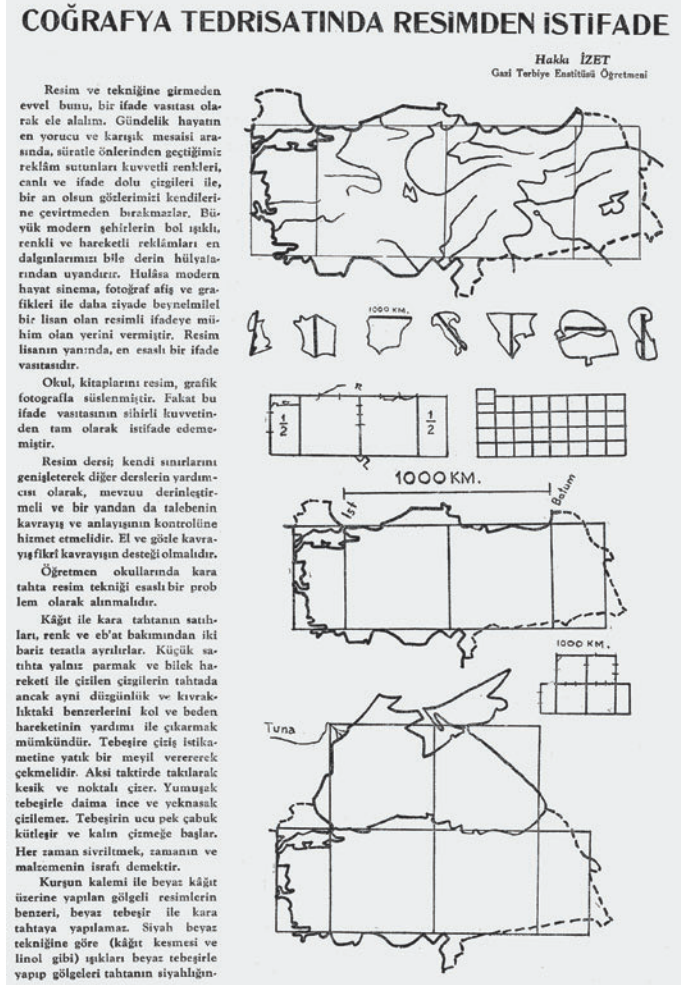 COĞRAFYA TEDRİSATINDA RESİMDEN İSTİFADE
Hakkı İZET
Gazi Terbiye Enstitüsü Öğretmeni
Resim ve tekniğine girmeden
evvel bunu, bir ifade vasıtası ola-
rak ele alalım. Gündelik hayatın
en yorucu ve karışık mesaisi ara-
sında, süratle önlerinden geçtiğimiz
reklâm sutunları kuvvetli renkleri,
canlı ve ifade dolu çizgileri ile,
bir an olsun gözlerimizi kendileri-
ne çevirtmeden bırakmazlar. Bü-
yük modern şehirlerin bol ışıklı,
renkli ve hareketli reklâmları en
dalgınlarımızı bile derin hülyala-
rından uyandırır. Hulâsa modern
hayat sinema, fotoğraf afiş ve gra-
fikleri ile daha ziyade beynelmilel
bir lisan olan resimli ifadeye mü-
him olan yerini vermiştir. Resim
lisanın yanında, en esaslı bir ifade
vasıtasıdır.
Okul, kitaplarını resim, grafik
fotografla süslenmiştir. Fakat bu
ifade vasıtasının sihirli kuvvetin-
den tam olarak istifade edeme-
miştir.
Resim dersi; kendi sınırlarını
genişleterek diğer derslerin yardım-
cısı olarak, mevzuu derinleştir-
meli ve bir yandan da talebenin
kavrayış ve anlayışının kontrolüne
hizmet etmelidir. El ve gözle kavra-
yış fikrî kavrayışın desteği olmalıdır.
Öğretmen okullarında kara
tahta resim tekniği esaslı bir prob
lem olarak alınmalıdır.
Kâğıt ile kara tahtanın satıh-
ları, renk ve eb'at bakımından iki
bariz tezatla ayrılırlar. Küçük sa-
tıhta yalnız parmak ve bilek ha-
reketi ile çizilen çizgilerin tahtada
ancak ayni düzgünlük ve kıvrak-
lıktaki benzerlerini kol ve beden
hareketinin yardımı ile çıkarmak
mümkündür. Tebeşire çiziş istika-
metine yatık bir meyil vererek
çekmelidir. Aksi taktirde takılarak
kesik ve noktalı çizer. Yumuşak
tebeşirle daima ince ve yeknasak
çizilemez. Tebeşirin ucu pek çabuk
kütleşir ve kalın çizmeğe başlar.
Her zaman sivriltmek, zamanın ve
malzemenin israfı demektir.
Kurşun kalemi ile beyaz kâğıt
üzerine yapılan gölgeli resimlerin
benzeri, beyaz tebeşir ile kara
tahtaya yapılamaz. Siyah beyaz
tekniğine göre (kâğıt kesmesi ve
linol gibi) ışıkları beyaz tebeşirle
yapıp gölgeleri tahtanın siyahlığın-
1000 KM.
1/2
1/2
1000 KM.
İst
Batum
1000 KM.
Tuna